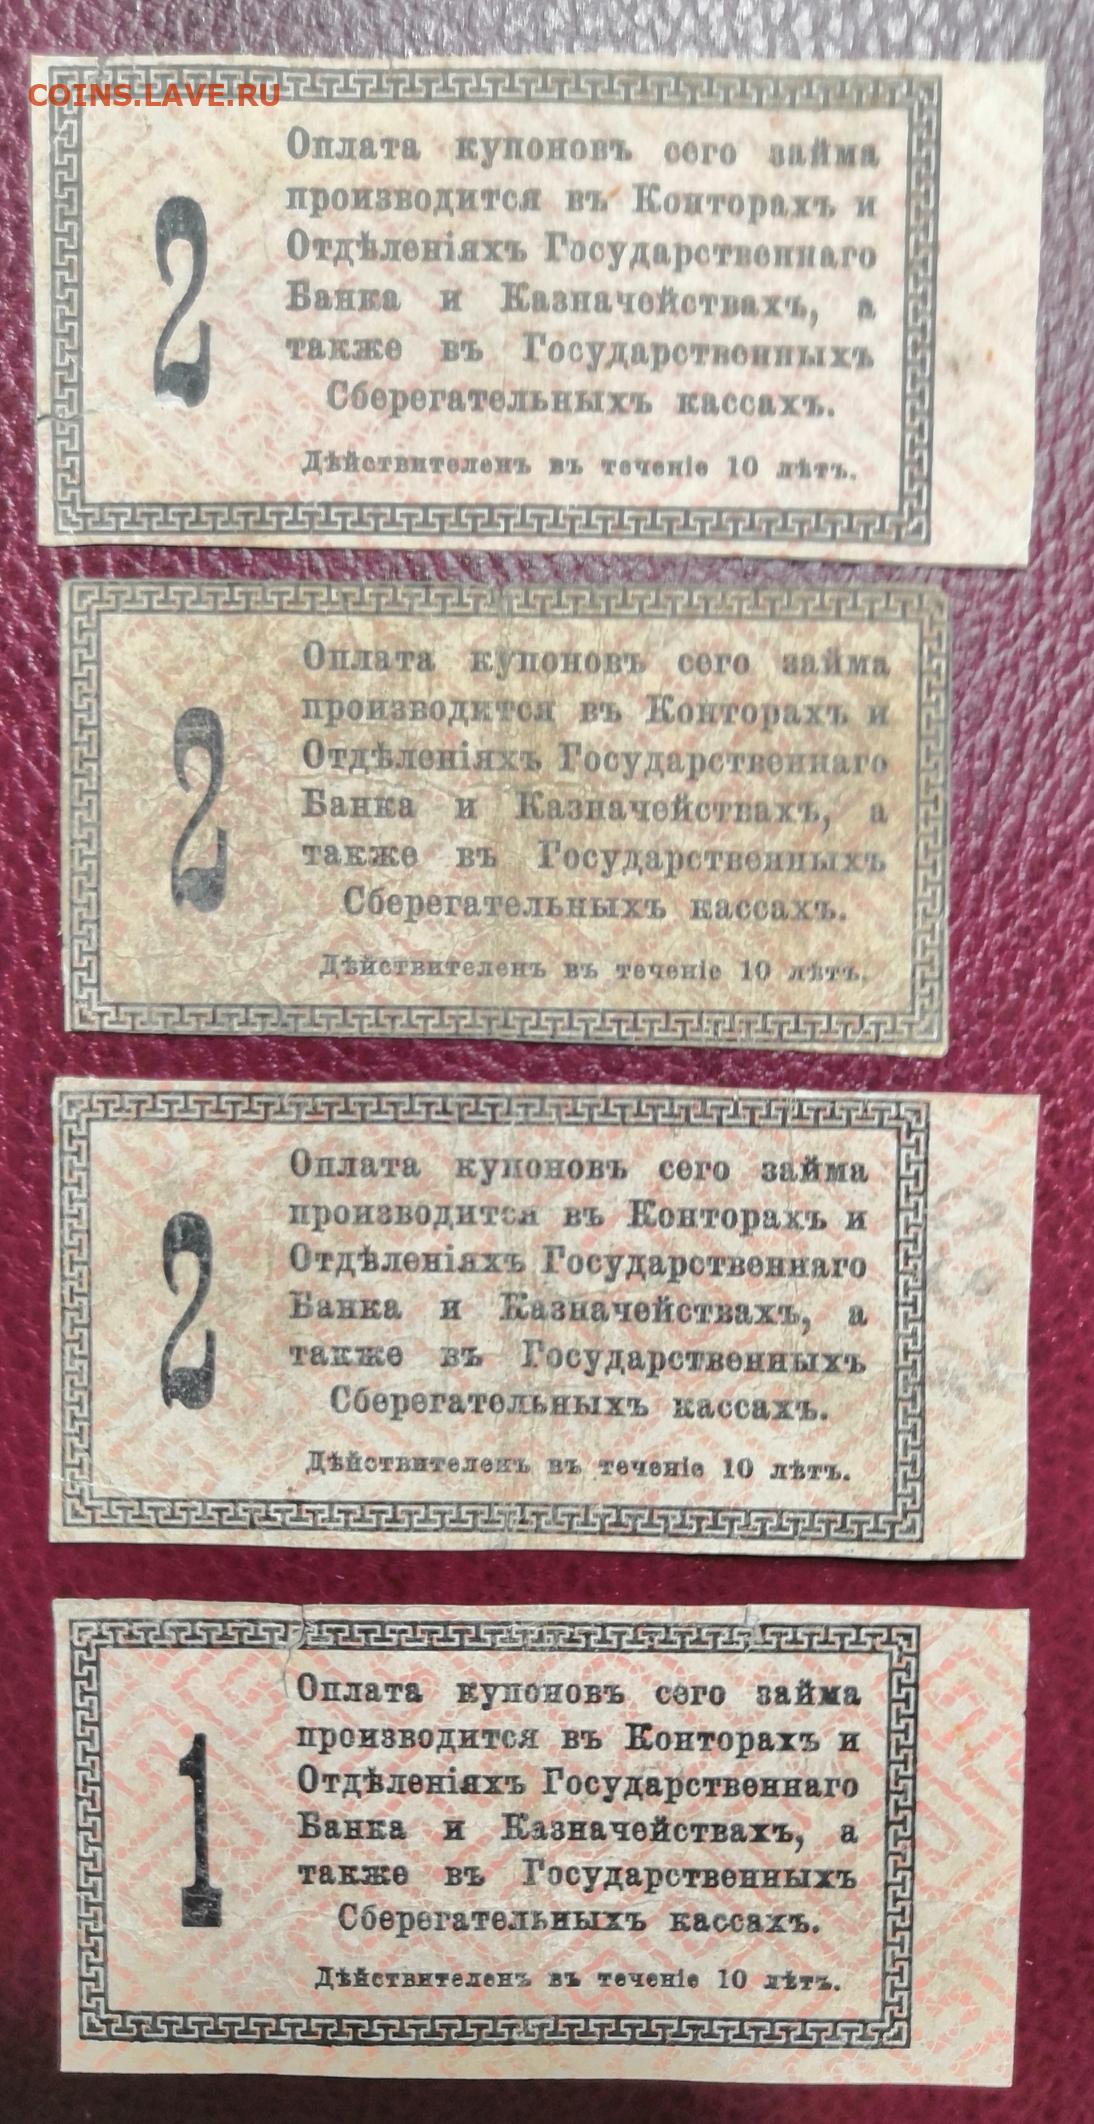 COINS.LAVE.RU
2
Оплата купоновъ сего займа
производится въ Конторахъ и
Отдѣленіяхъ Государственнаго
Банка и Казначействахъ, а
также въ Государственныхъ
Сберегательныхъ кассахъ.
Дѣйствителенъ въ теченіе 10 лѣтъ.
2
Оплата купоновъ сего займа
производится въ Конторахъ и
Отдѣленіяхъ Государственнаго
Банка и Казначействахъ, а
также въ Государственныхъ
Сберегательныхъ кассахъ.
Дѣйствителенъ въ теченіе 10 лѣтъ.
2
Оплата купоновъ сего займа
производится въ Конторахъ и
Отдѣленіяхъ Государственнаго
Банка и Казначействахъ, а
также въ Государственныхъ
Сберегательныхъ кассахъ.
Дѣйствителенъ въ теченіе 10 лѣтъ.
1
Оплата купоновъ сего займа
производится въ Конторахъ и
Отдѣленіяхъ Государственнаго
Банка и Казначействахъ, а
также въ Государственныхъ
Сберегательныхъ кассахъ.
Дѣйствителенъ въ теченіе 10 лѣтъ.